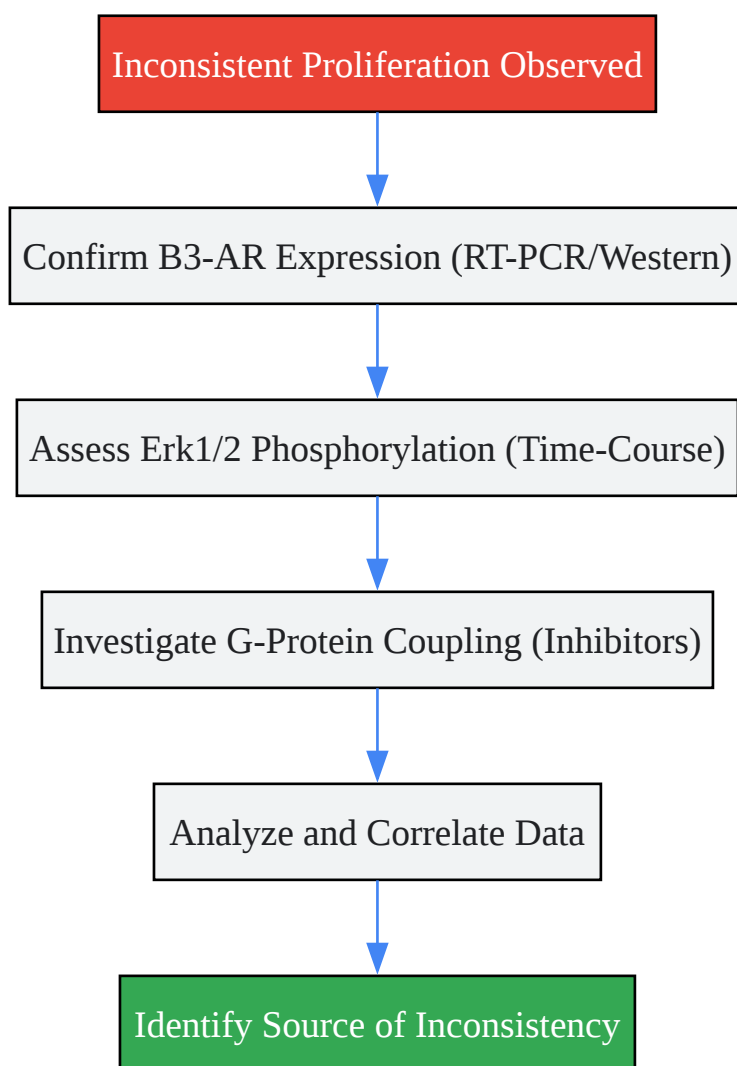 Inconsistent Proliferation Observed
Confirm B3-AR Expression (RT-PCR/Western)
Assess Erk1/2 Phosphorylation (Time-Course)
Investigate G-Protein Coupling (Inhibitors)
Analyze and Correlate Data
Identify Source of Inconsistency